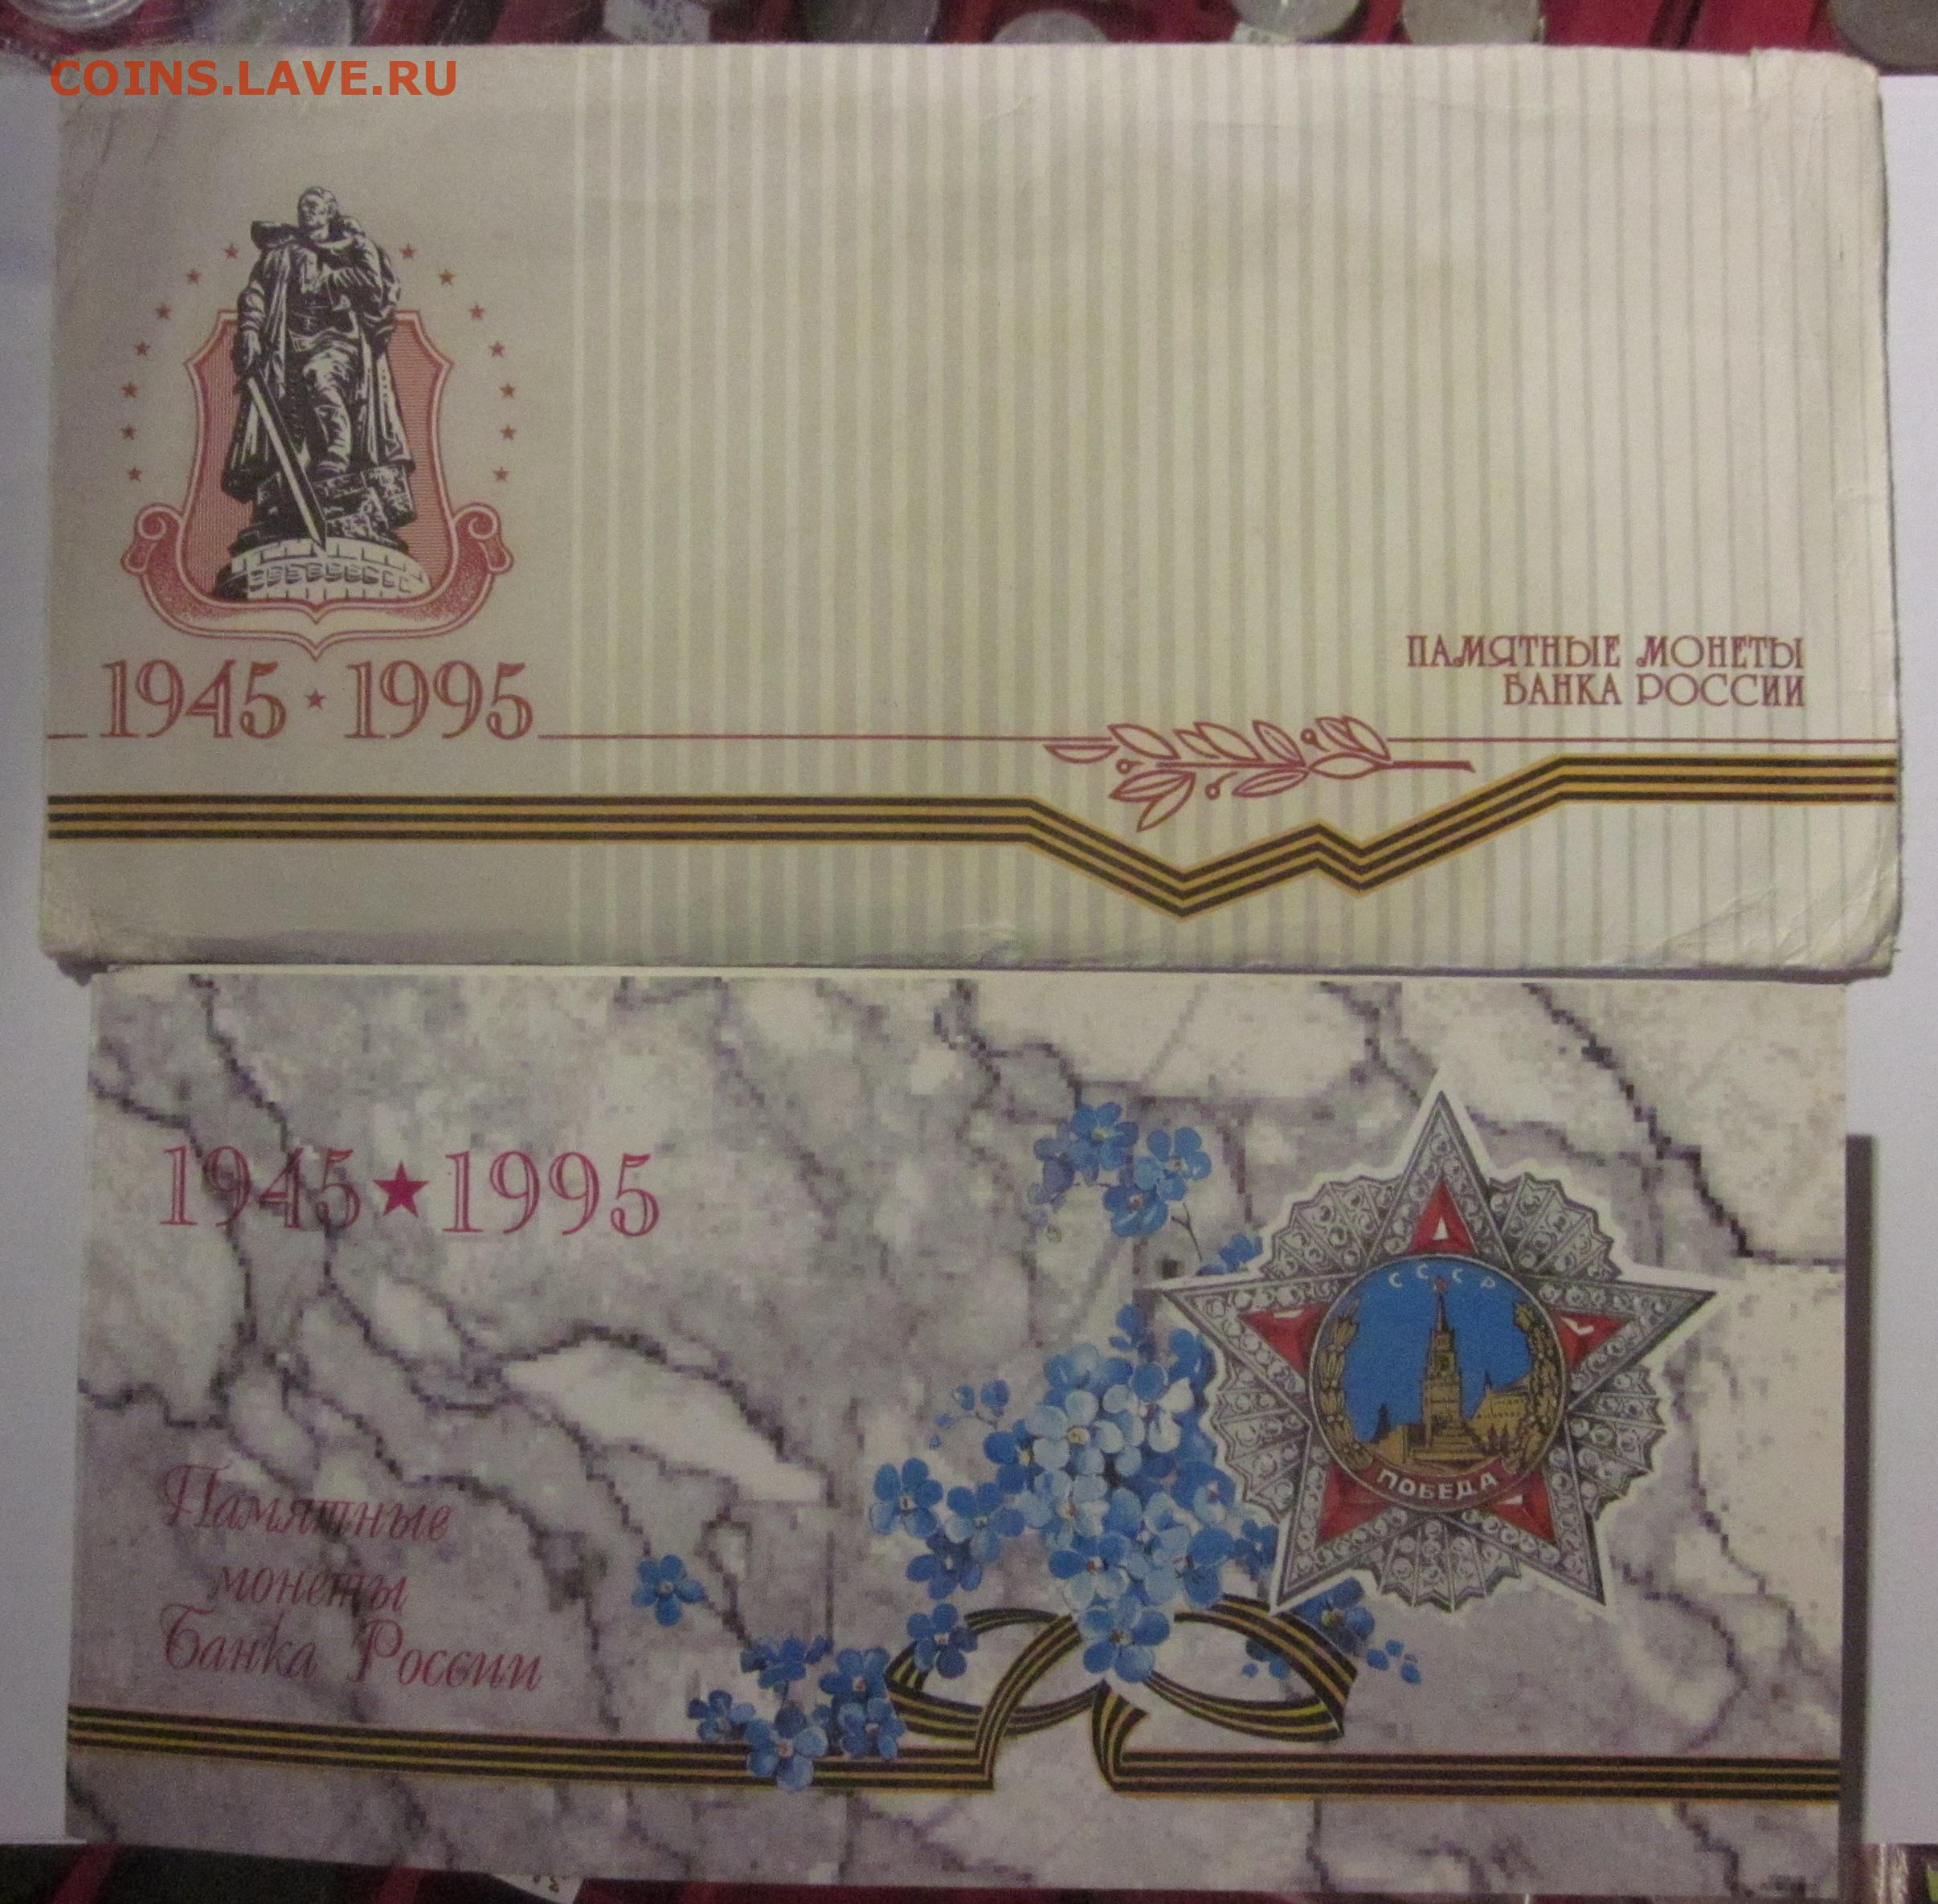 COINS.LAVE.RU
1945 ★ 1995
ПАМЯТНЫЕ МОНЕТЫ
БАНКА РОССИИ
1945★1995
СССР
ПОБЕДА
Памятные
монеты
Банка России